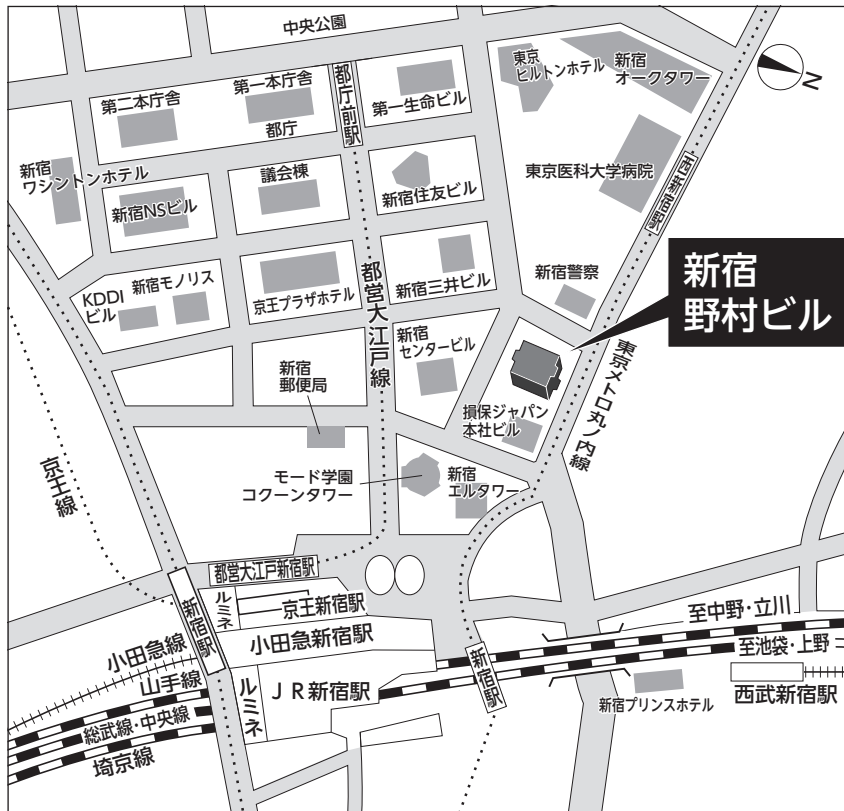 中央公園
東京
ヒルトンホテル
新宿
オークタワー
N
第二本庁舎
第一本庁舎
都庁
都庁前駅
第一生命ビル
新宿
ワシントンホテル
新宿NSビル
議会棟
新宿住友ビル
東京医科大学病院
西新宿駅
KDDI
ビル
新宿モノリス
京王プラザホテル
都営大江戸線
新宿三井ビル
新宿警察
新宿
野村ビル
新宿
センタービル
新宿
郵便局
損保ジャパン
本社ビル
東京メトロ丸ノ内線
モード学園
コクーンタワー
新宿
エルタワー
京王線
都営大江戸新宿駅
新宿駅
ルミネ
京王新宿駅
小田急新宿駅
小田急線
山手線
総武線・中央線
埼京線
ルミネ
JR新宿駅
新宿駅
至中野・立川
至池袋・上野
新宿プリンスホテル
西武新宿駅